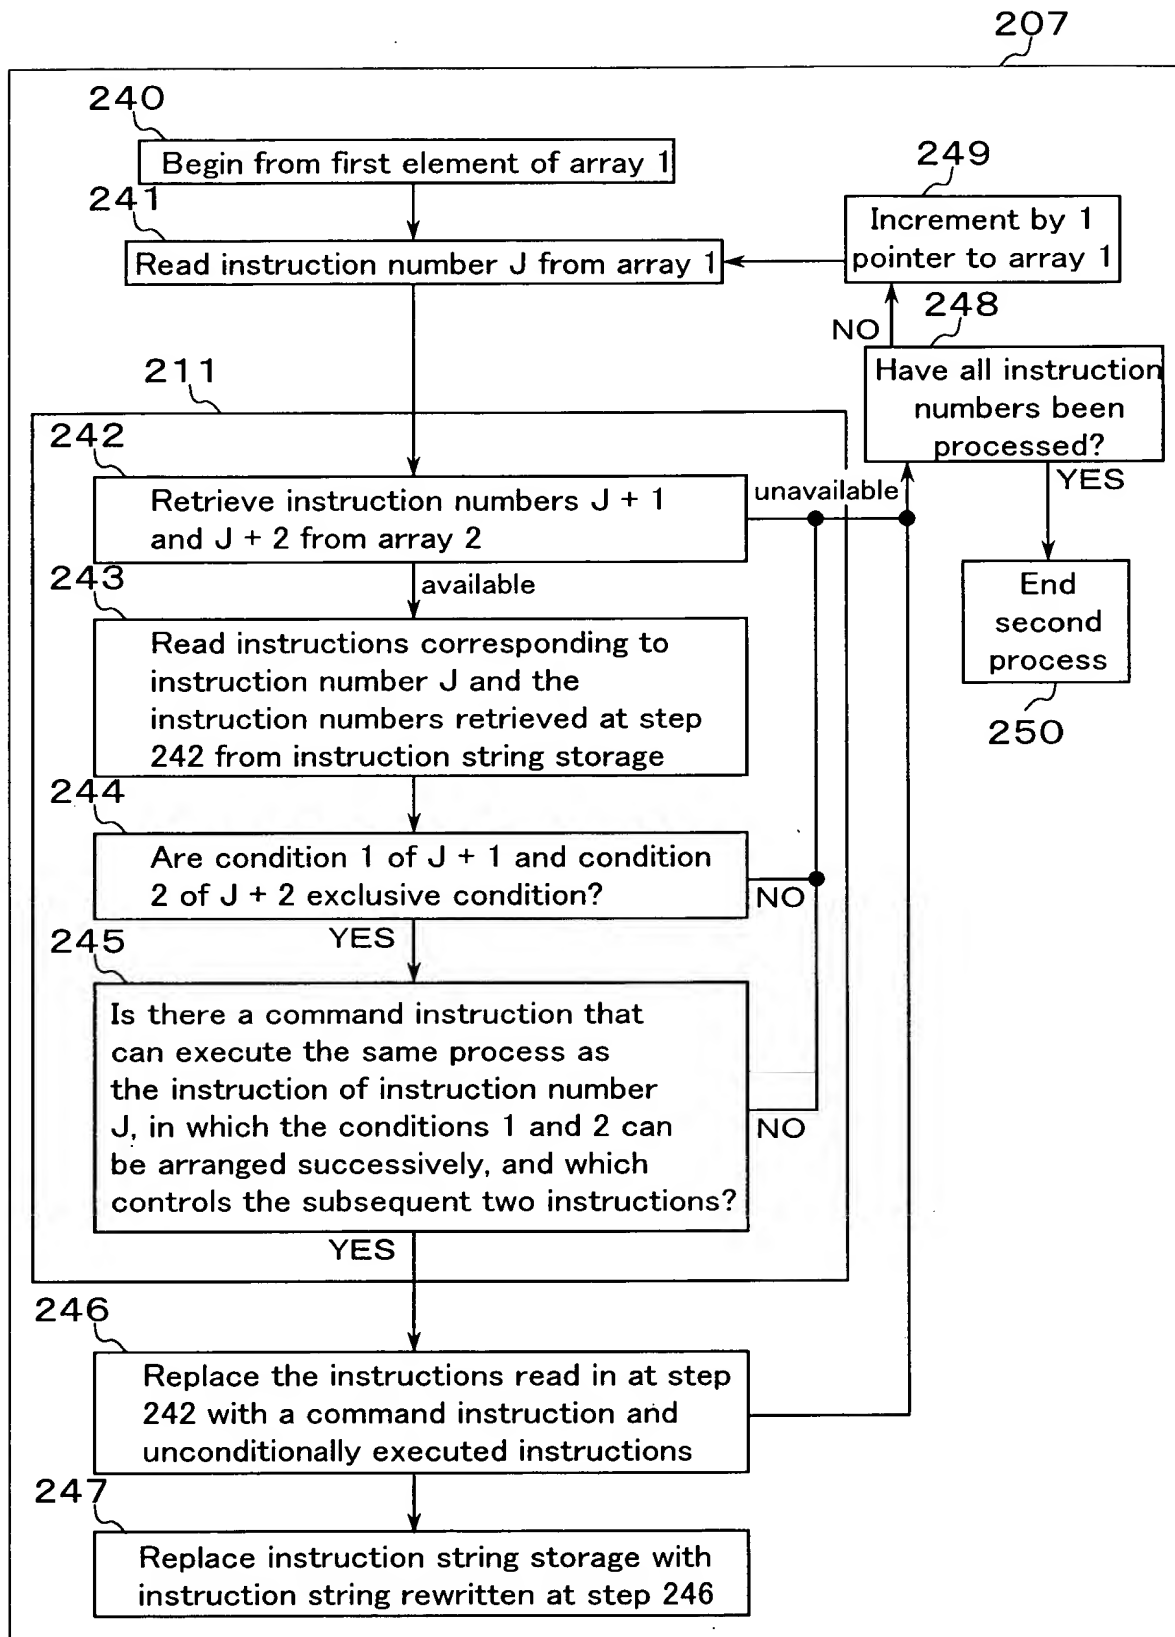 207
240
Begin from first element of array 1
241
Read instruction number J from array 1
249
Increment by 1
pointer to array 1
248
NO
Have all instruction
numbers been
processed?
YES
End
second
process
250
211
242
Retrieve instruction numbers J + 1
and J + 2 from array 2
unavailable
available
243
Read instructions corresponding to
instruction number J and the
instruction numbers retrieved at step
242 from instruction string storage
244
Are condition 1 of J + 1 and condition
2 of J + 2 exclusive condition?
NO
YES
245
Is there a command instruction that
can execute the same process as
the instruction of instruction number
J, in which the conditions 1 and 2 can
be arranged successively, and which
controls the subsequent two instructions?
NO
YES
246
Replace the instructions read in at step
242 with a command instruction and
unconditionally executed instructions
247
Replace instruction string storage with
instruction string rewritten at step 246